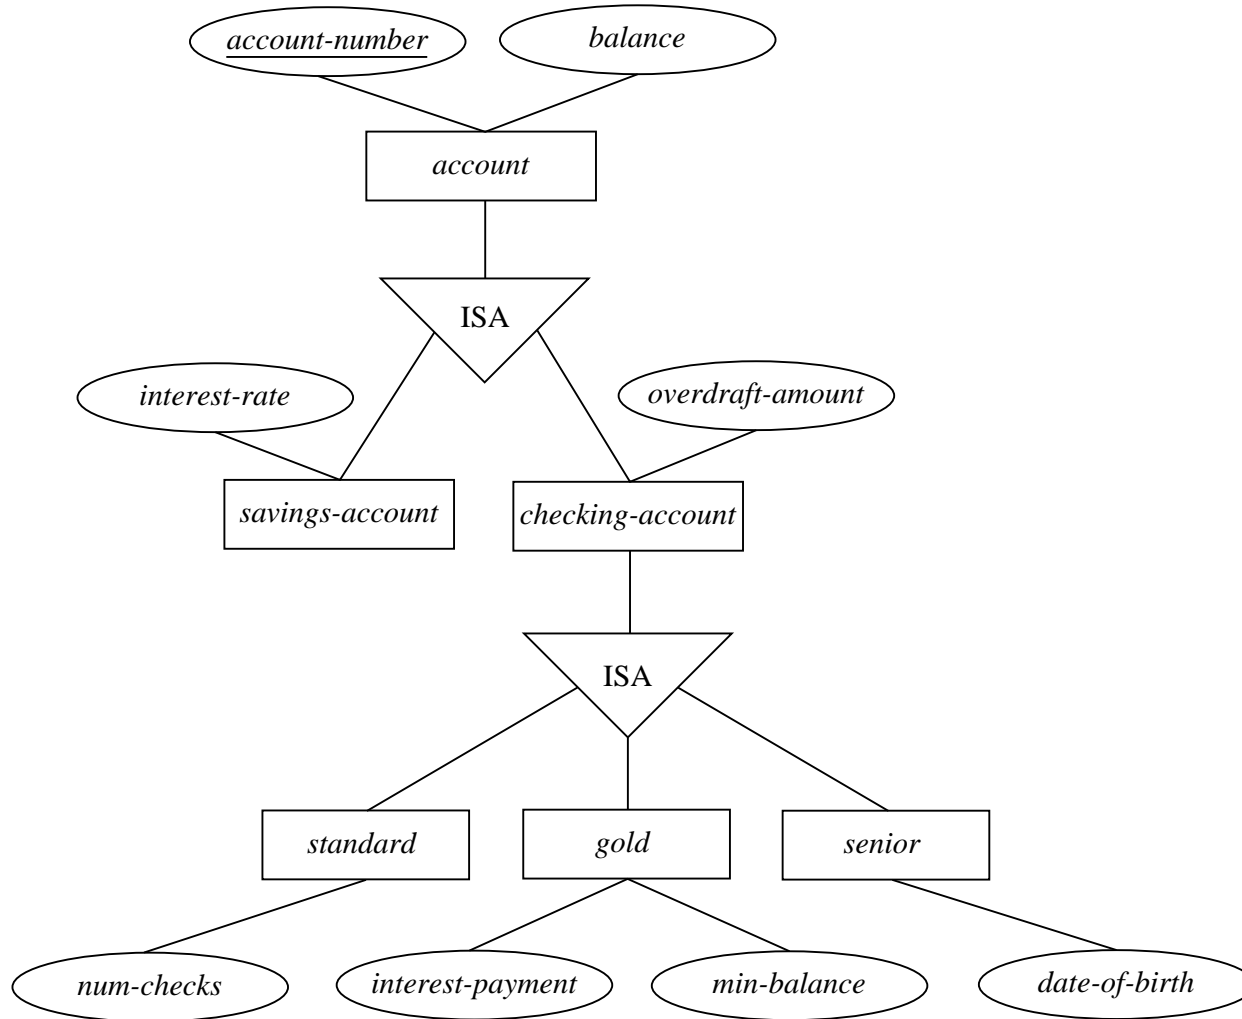 account-number
balance
account
ISA
interest-rate
overdraft-amount
savings-account
checking-account
ISA
standard
gold
senior
num-checks
interest-payment
min-balance
date-of-birth